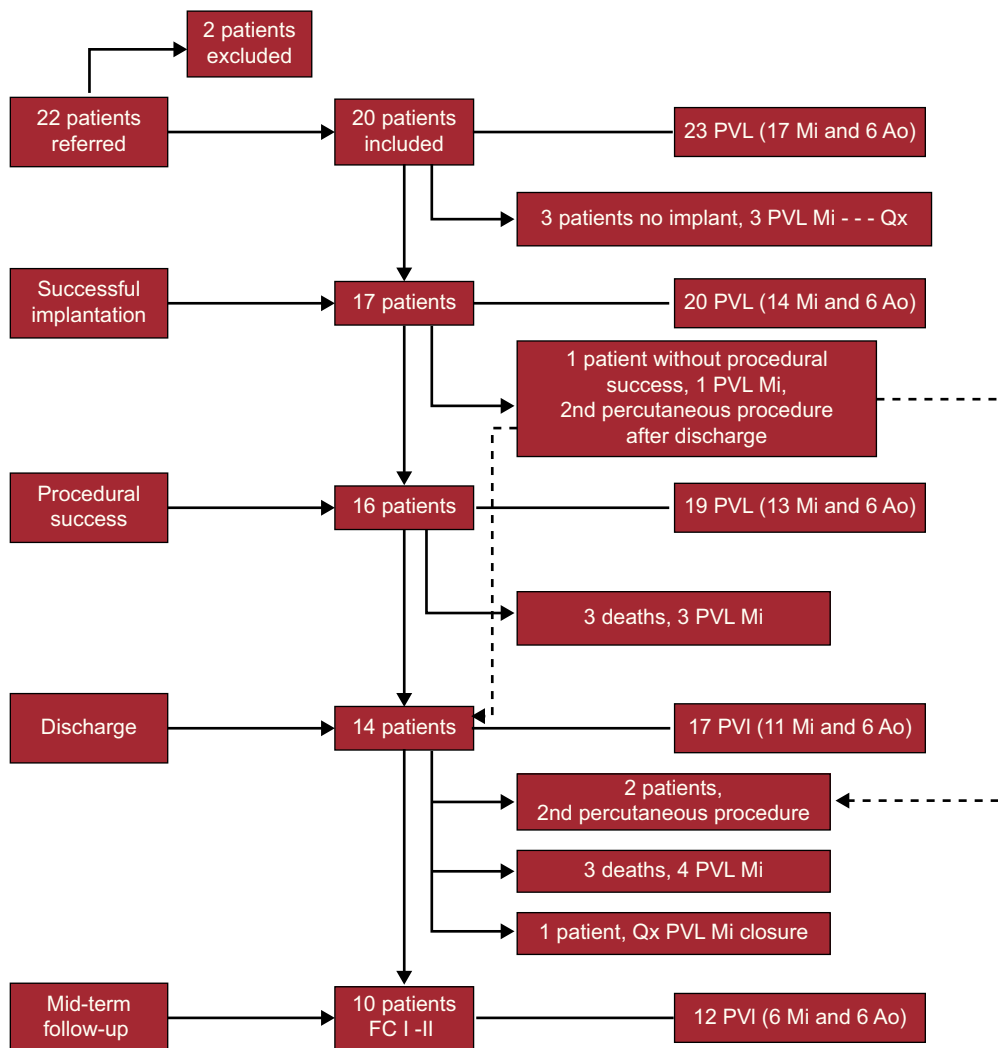 2 patients
excluded
22 patients
referred
20 patients
included
23 PVL (17 Mi and 6 Ao)
3 patients no implant, 3 PVL Mi - - - Qx
Successful
implantation
17 patients
20 PVL (14 Mi and 6 Ao)
1 patient without procedural
success, 1 PVL Mi,
2nd percutaneous procedure
after discharge
Procedural
success
16 patients
19 PVL (13 Mi and 6 Ao)
3 deaths, 3 PVL Mi
Discharge
14 patients
17 PVI (11 Mi and 6 Ao)
2 patients,
2nd percutaneous procedure
3 deaths, 4 PVL Mi
1 patient, Qx PVL Mi closure
Mid-term
follow-up
10 patients
FC I -II
12 PVI (6 Mi and 6 Ao)